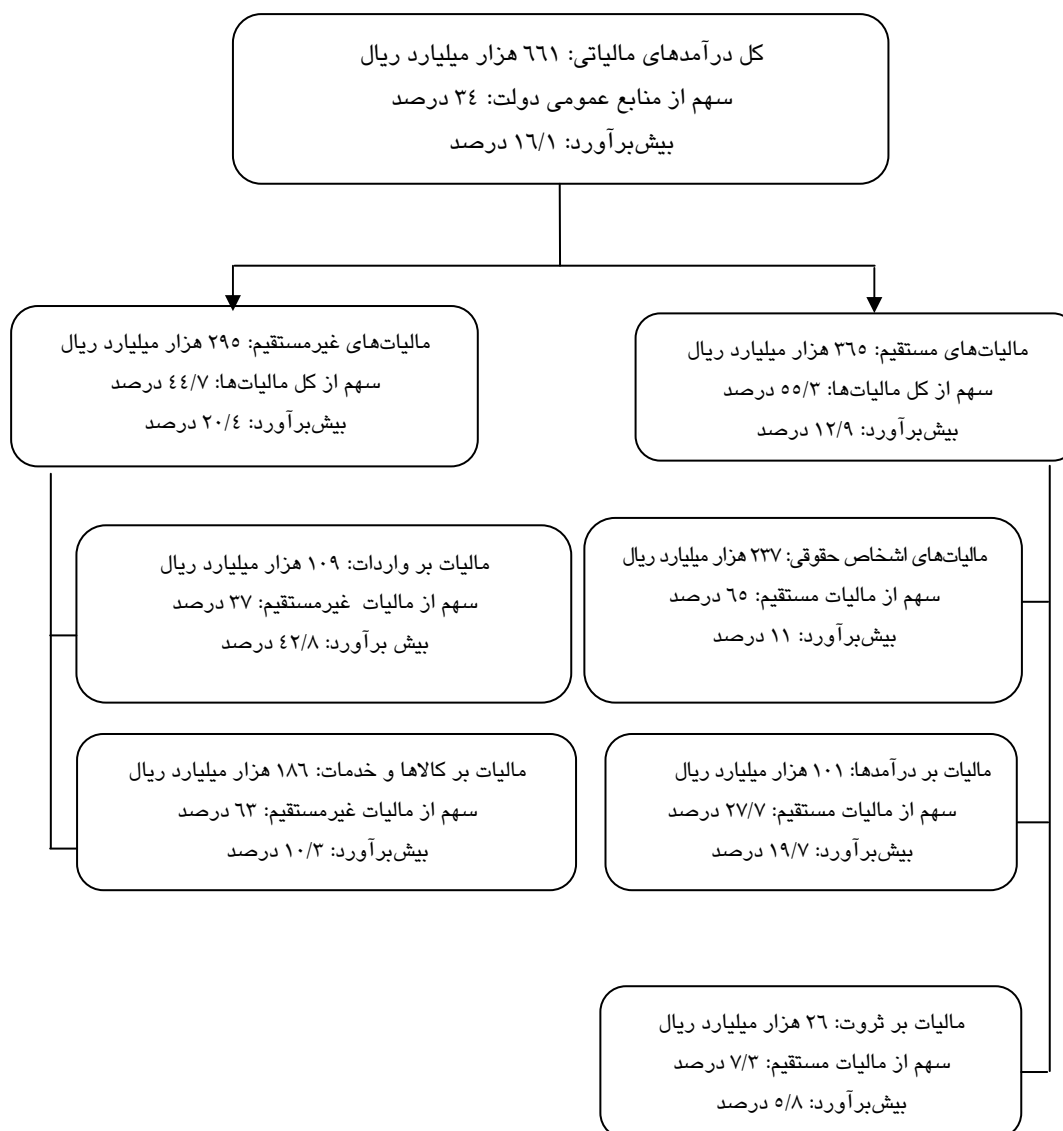 کل درآمدهای مالیاتی: ٦٦١ هزار میلیارد ریال
سهم از منابع عمومی دولت: ٣٤ درصد
بیش‌برآورد: ١٦/١ درصد
مالیات‌های مستقیم: ٣٦٥ هزار میلیارد ریال
سهم از کل مالیات‌ها: ٥٥/٣ درصد
بیش‌برآورد: ١٢/٩ درصد
مالیات‌های غیرمستقیم: ٢٩٥ هزار میلیارد ریال
سهم از کل مالیات‌ها: ٤٤/٧ درصد
بیش‌برآورد: ٢٠/٤ درصد
مالیات‌های اشخاص حقوقی: ٢٣٧ هزار میلیارد ریال
سهم از مالیات مستقیم: ٦٥ درصد
بیش‌برآورد: ١١ درصد
مالیات بر واردات: ١٠٩ هزار میلیارد ریال
سهم از مالیات غیرمستقیم: ٣٧ درصد
بیش برآورد: ٤٢/٨ درصد
مالیات بر درآمدها: ١٠١ هزار میلیارد ریال
سهم از مالیات مستقیم: ٢٧/٧ درصد
بیش‌برآورد: ١٩/٧ درصد
مالیات بر کالاها و خدمات: ١٨٦ هزار میلیارد ریال
سهم از مالیات غیرمستقیم: ٦٣ درصد
بیش‌برآورد: ١٠/٣ درصد
مالیات بر ثروت: ٢٦ هزار میلیارد ریال
سهم از مالیات مستقیم: ٧/٣ درصد
بیش‌برآورد: ٥/٨ درصد